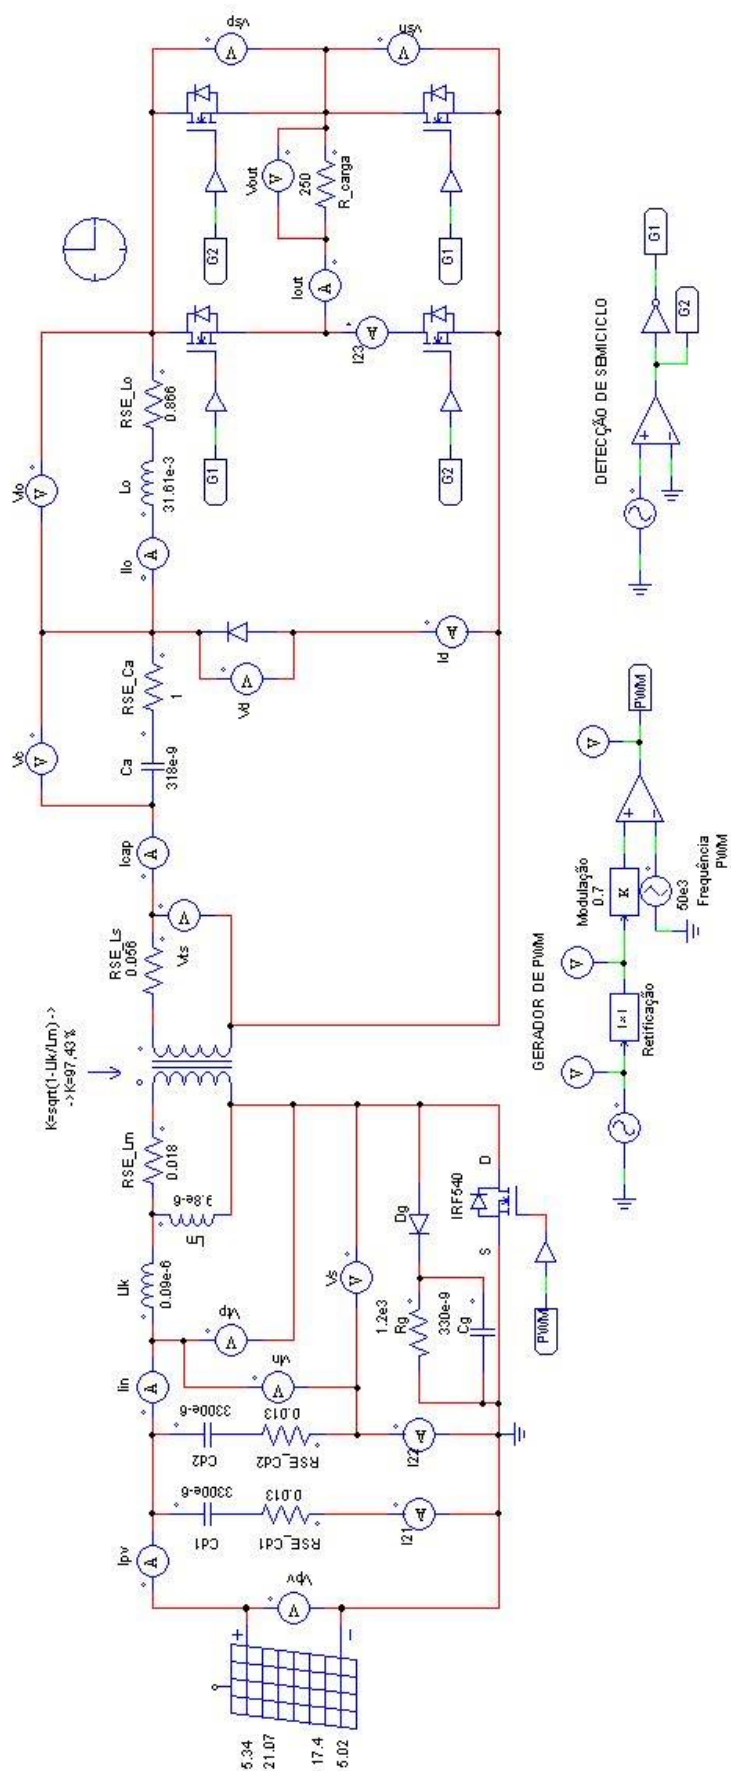 5.34
21.07
17.4
5.02
+
−
Ipv
Vpv
Cd1
3300e-6
RSE_Cd1
0.013
I21
Cd2
3300e-6
RSE_Cd2
0.013
I22
Iin
Vin
Vtp
Llk
0.09e-6
Lm
9.8e-6
RSE_Lm
0.018
Vs
Rg
1.2e3
Cg
330e-9
Dg
S
D
IRF540
PWM
K=sqrt(1-Llk/Lm) ->
->K=97,43%
RSE_Ls
0.056
Vts
Icap
Vc
Ca
318e-9
RSE_Ca
1
Vd
Id
Vlo
Ilo
Lo
31.61e-3
RSE_Lo
0.866
G1
G2
G2
G1
I23
Iout
Vout
250
R_carga
Vsp
Vsn
GERADOR DE PWM
|x|
Retificação
Modulação
0.7
K
50e3
Frequência
PWM
PWM
DETECÇÃO DE SEMICICLO
G1
G2